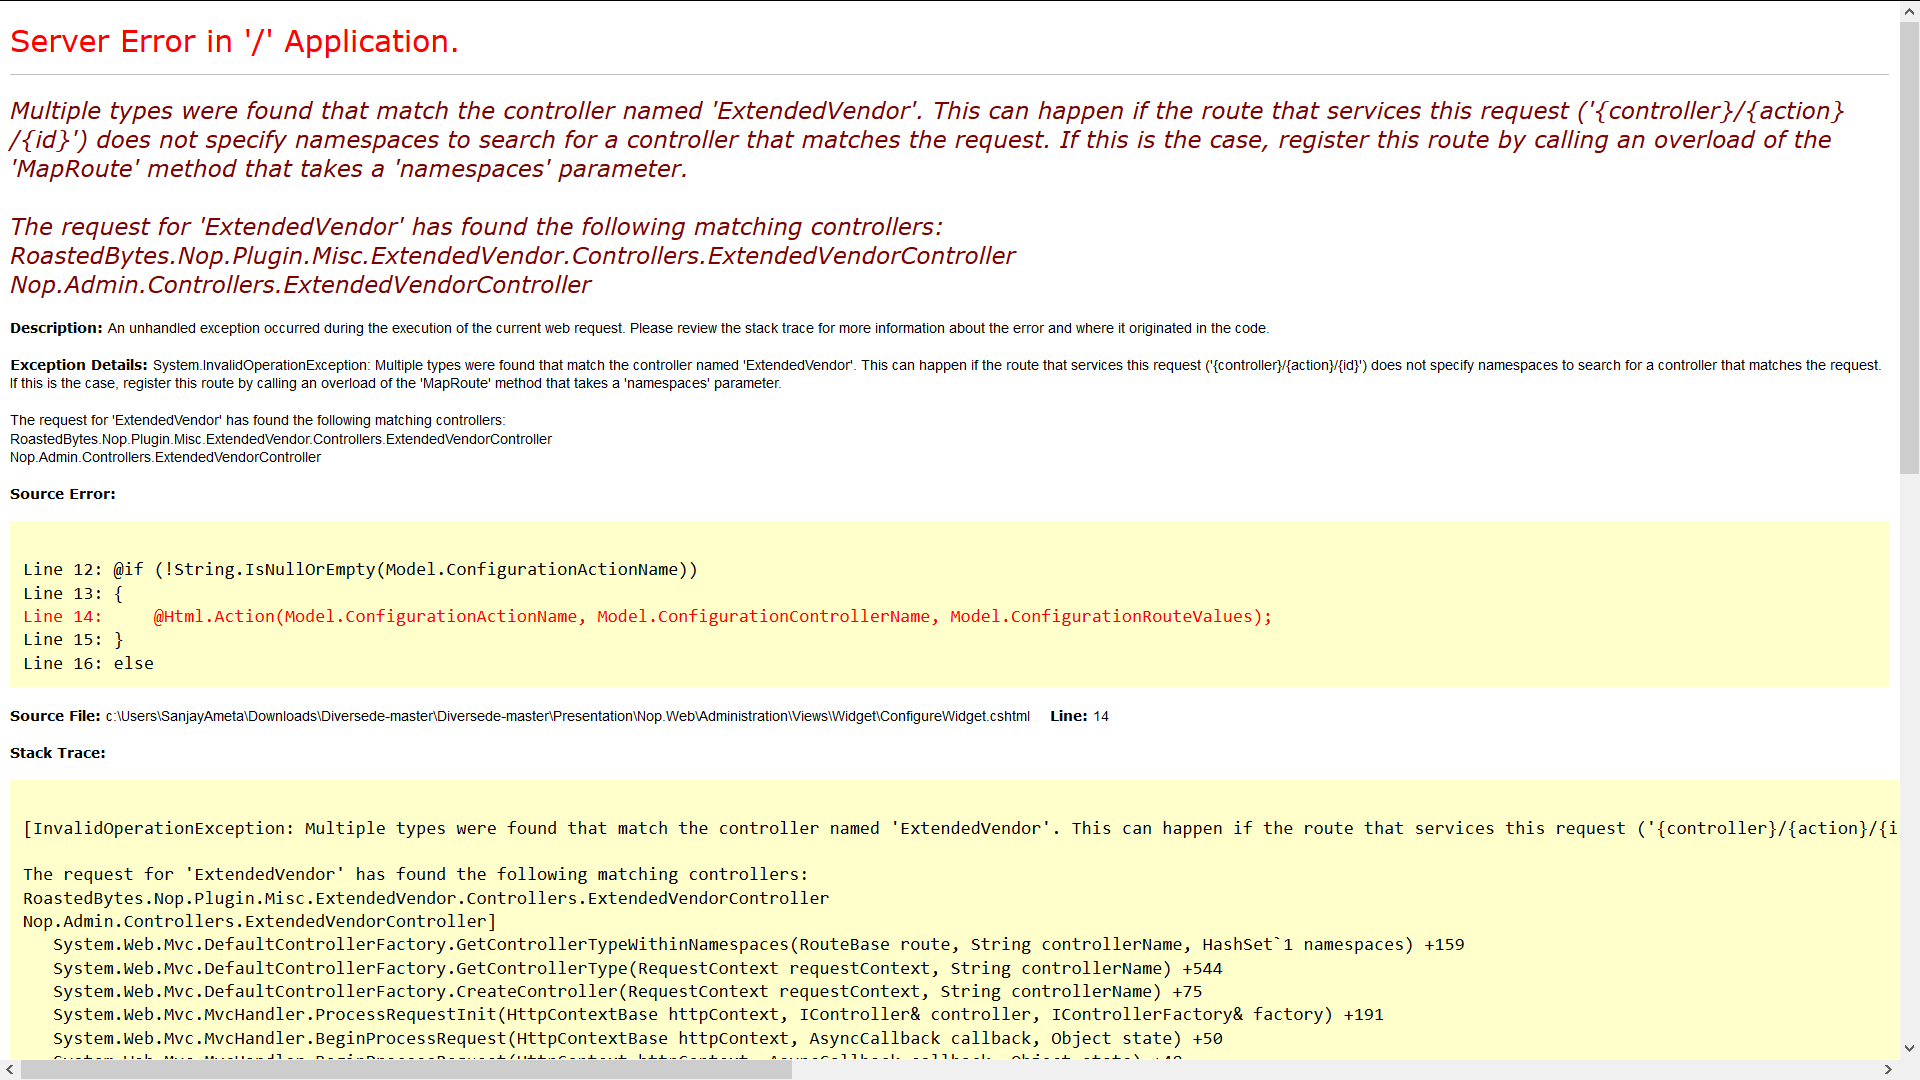 Server Error in '/' Application.
Multiple types were found that match the controller named 'ExtendedVendor'. This can happen if the route that services this request ('{controller}/{action}
/{id}') does not specify namespaces to search for a controller that matches the request. If this is the case, register this route by calling an overload of the
'MapRoute' method that takes a 'namespaces' parameter.
The request for 'ExtendedVendor' has found the following matching controllers:
RoastedBytes.Nop.Plugin.Misc.ExtendedVendor.Controllers.ExtendedVendorController
Nop.Admin.Controllers.ExtendedVendorController
Description: An unhandled exception occurred during the execution of the current web request. Please review the stack trace for more information about the error and where it originated in the code.
Exception Details: System.InvalidOperationException: Multiple types were found that match the controller named 'ExtendedVendor'. This can happen if the route that services this request ('{controller}/{action}/{id}') does not specify namespaces to search for a controller that matches the request.
If this is the case, register this route by calling an overload of the 'MapRoute' method that takes a 'namespaces' parameter.
The request for 'ExtendedVendor' has found the following matching controllers:
RoastedBytes.Nop.Plugin.Misc.ExtendedVendor.Controllers.ExtendedVendorController
Nop.Admin.Controllers.ExtendedVendorController
Source Error:
Line 12: @if (!String.IsNullOrEmpty(Model.ConfigurationActionName))
Line 13: {
Line 14:     @Html.Action(Model.ConfigurationActionName, Model.ConfigurationControllerName, Model.ConfigurationRouteValues);
Line 15: }
Line 16: else
Source File: c:\Users\SanjayAmeta\Downloads\Diversede-master\Diversede-master\Presentation\Nop.Web\Administration\Views\Widget\ConfigureWidget.cshtml    Line: 14
Stack Trace:
[InvalidOperationException: Multiple types were found that match the controller named 'ExtendedVendor'. This can happen if the route that services this request ('{controller}/{action}/{i
The request for 'ExtendedVendor' has found the following matching controllers:
RoastedBytes.Nop.Plugin.Misc.ExtendedVendor.Controllers.ExtendedVendorController
Nop.Admin.Controllers.ExtendedVendorController]
System.Web.Mvc.DefaultControllerFactory.GetControllerTypeWithinNamespaces(RouteBase route, String controllerName, HashSet`1 namespaces) +159
System.Web.Mvc.DefaultControllerFactory.GetControllerType(RequestContext requestContext, String controllerName) +544
System.Web.Mvc.DefaultControllerFactory.CreateController(RequestContext requestContext, String controllerName) +75
System.Web.Mvc.MvcHandler.ProcessRequestInit(HttpContextBase httpContext, IController& controller, IControllerFactory& factory) +191
System.Web.Mvc.MvcHandler.BeginProcessRequest(HttpContextBase httpContext, AsyncCallback callback, Object state) +50